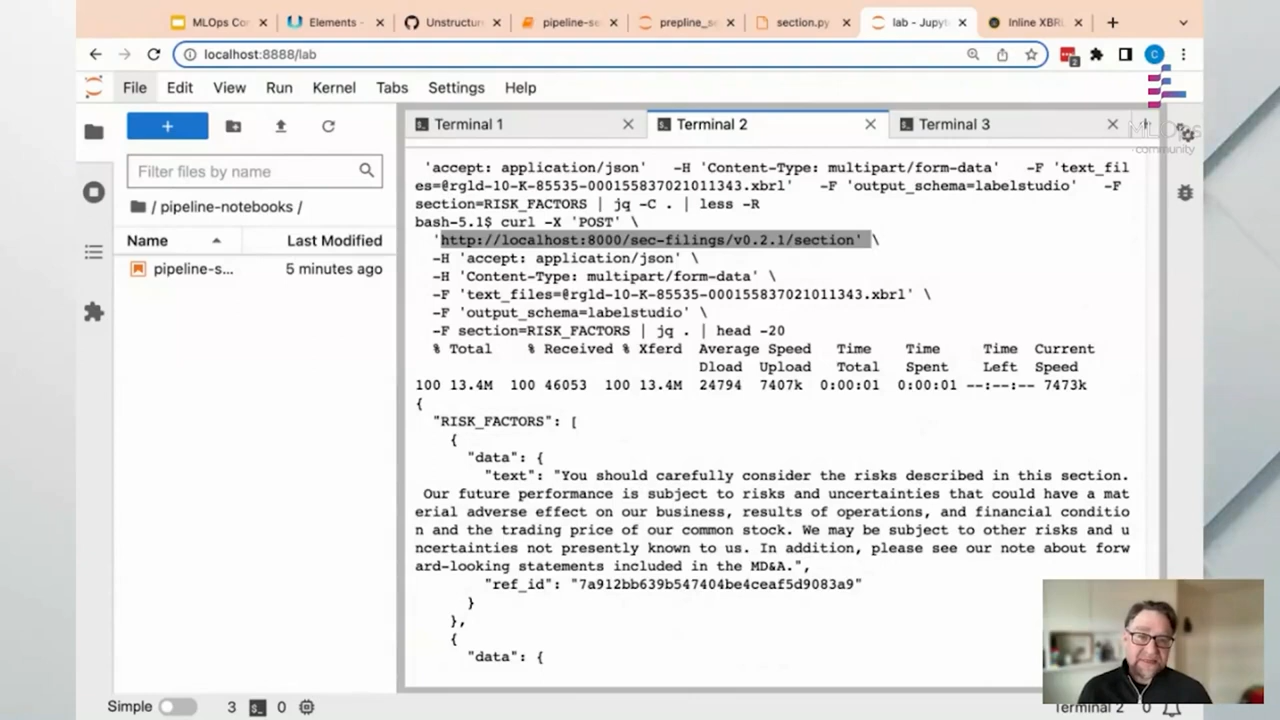 MLOps Co
Elements -
Unstructure
pipeline-se
prepline_se
section.py
lab - Jupyte
Inline XBRL
localhost:8888/lab
2
C
File Edit View Run Kernel Tabs Settings Help
MLOps
community
+
Filter files by name
/ pipeline-notebooks /
Name Last Modified
pipeline-s... 5 minutes ago
Terminal 1
Terminal 2
Terminal 3
'accept: application/json' -H 'Content-Type: multipart/form-data' -F 'text_fil
es=@rgld-10-K-85535-000155837021011343.xbrl' -F 'output_schema=labelstudio' -F
section=RISK_FACTORS | jq -C . | less -R
bash-5.1$ curl -X 'POST' \
'http://localhost:8000/sec-filings/v0.2.1/section' \
-H 'accept: application/json' \
-H 'Content-Type: multipart/form-data' \
-F 'text_files=@rgld-10-K-85535-000155837021011343.xbrl' \
-F 'output_schema=labelstudio' \
-F section=RISK_FACTORS | jq . | head -20
% Total % Received % Xferd Average Speed Time Time Time Current
Dload Upload Total Spent Left Speed
100 13.4M 100 46053 100 13.4M 24794 7407k 0:00:01 0:00:01 --:--:-- 7473k
{
"RISK_FACTORS": [
{
"data": {
"text": "You should carefully consider the risks described in this section.
Our future performance is subject to risks and uncertainties that could have a mat
erial adverse effect on our business, results of operations, and financial conditio
n and the trading price of our common stock. We may be subject to other risks and u
ncertainties not presently known to us. In addition, please see our note about forw
ard-looking statements included in the MD&A.",
"ref_id": "7a912bb639b547404be4ceaf5d9083a9"
}
},
{
"data": {
Simple 3 0
Terminal 2 0